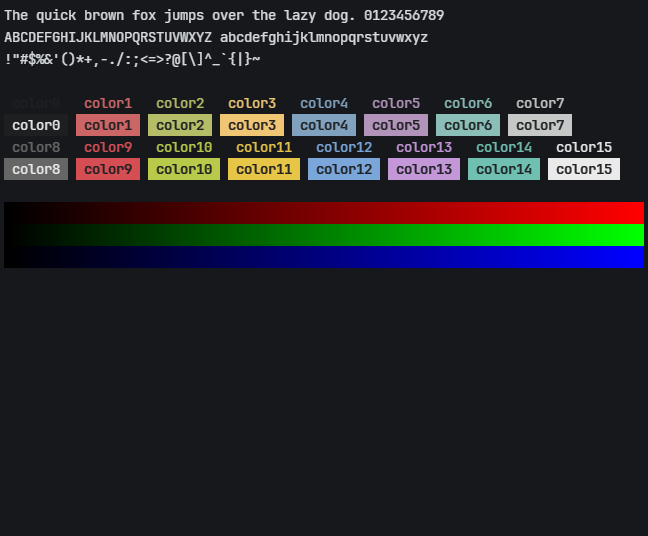 The quick brown fox jumps over the lazy dog. 0123456789
ABCDEFGHIJKLMNOPQRSTUVWXYZ abcdefghijklmnopqrstuvwxyz
!"#$%&'()*+,-./:;<=>?@[\]^_`{|}~
color0 color1 color2 color3 color4 color5 color6 color7
color0 color1 color2 color3 color4 color5 color6 color7
color8 color9 color10 color11 color12 color13 color14 color15
color8 color9 color10 color11 color12 color13 color14 color15